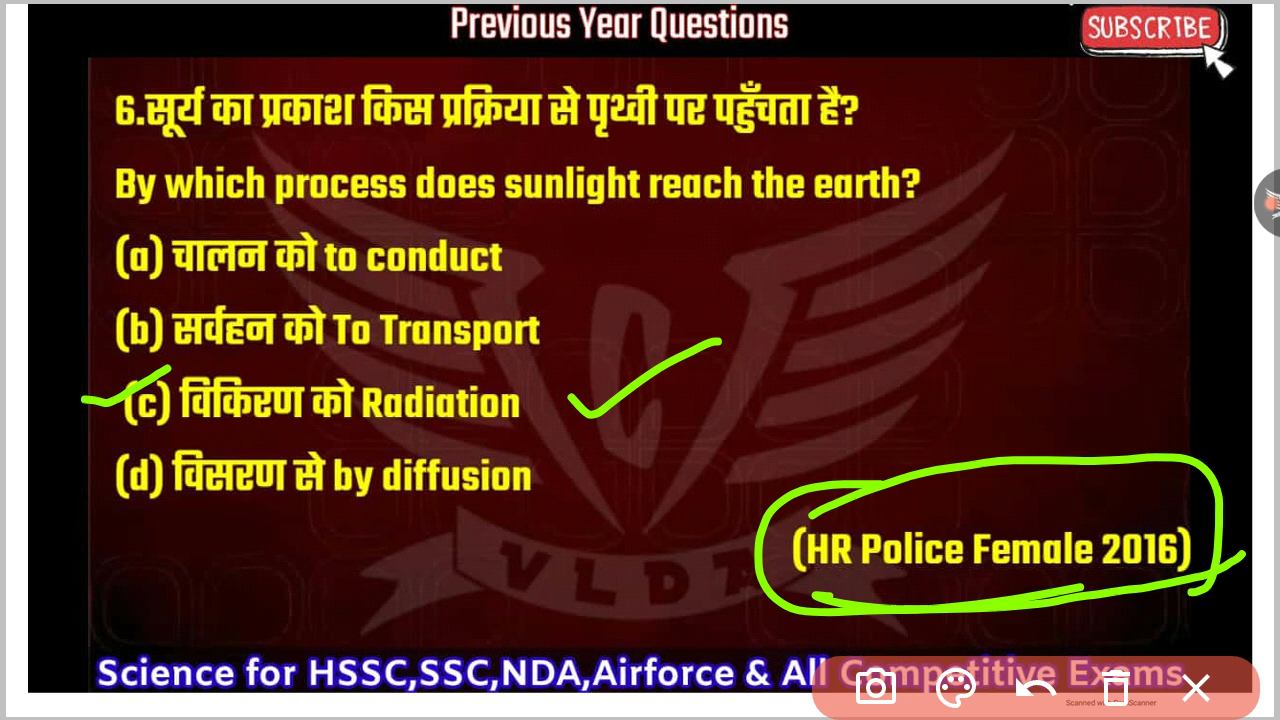 Previous Year Questions
SUBSCRIBE
6.सूर्य का प्रकाश किस प्रक्रिया से पृथ्वी पर पहुँचता है?
By which process does sunlight reach the earth?
(a) चालन को to conduct
(b) सर्वहन को To Transport
(c) विकिरण को Radiation
(d) विसरण से by diffusion
(HR Police Female 2016)
VLDA
Science for HSSC,SSC,NDA,Airforce & All Competitive Exams